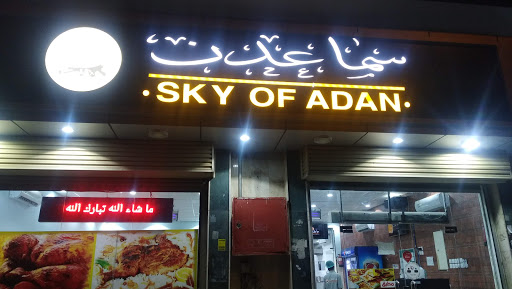 سما عدن
• SKY OF ADAN •
ما شاء الله تبارك الله